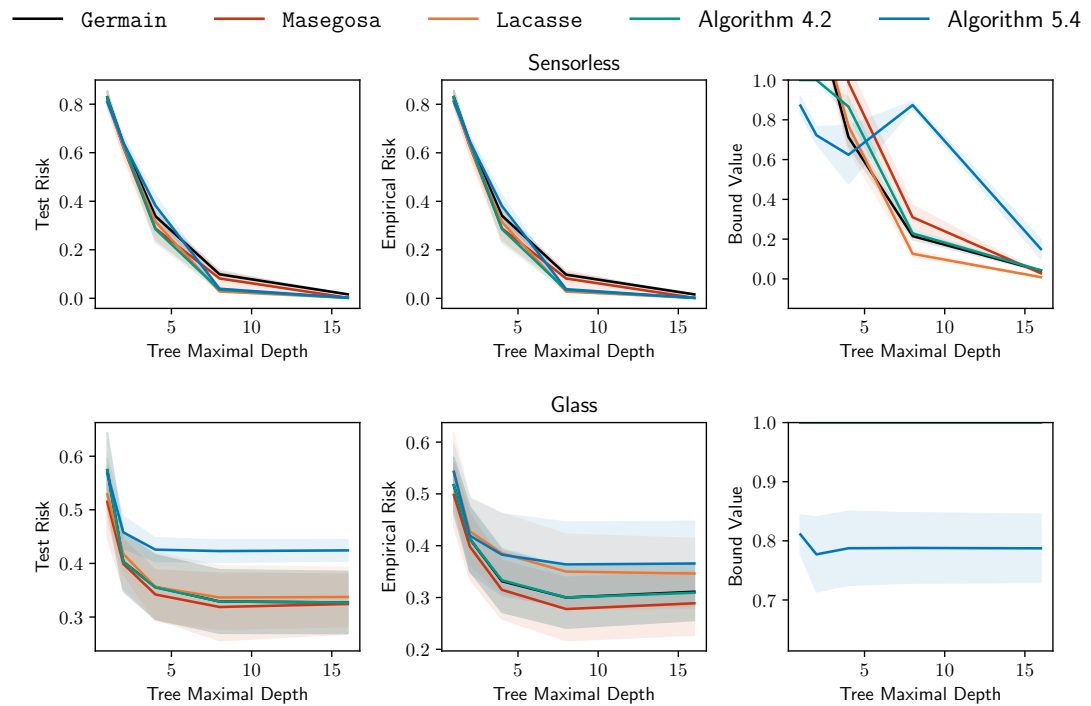 Germain Masegosa Lacasse Algorithm 4.2 Algorithm 5.4
Sensorless
0.8
0.6
0.4
0.2
0.0
5 10 15
Test Risk
Tree Maximal Depth
0.8
0.6
0.4
0.2
0.0
5 10 15
Empirical Risk
Tree Maximal Depth
1.0
0.8
0.6
0.4
0.2
0.0
5 10 15
Bound Value
Tree Maximal Depth
Glass
0.6
0.5
0.4
0.3
5 10 15
Test Risk
Tree Maximal Depth
0.6
0.5
0.4
0.3
0.2
5 10 15
Empirical Risk
Tree Maximal Depth
1.0
0.9
0.8
0.7
5 10 15
Bound Value
Tree Maximal Depth